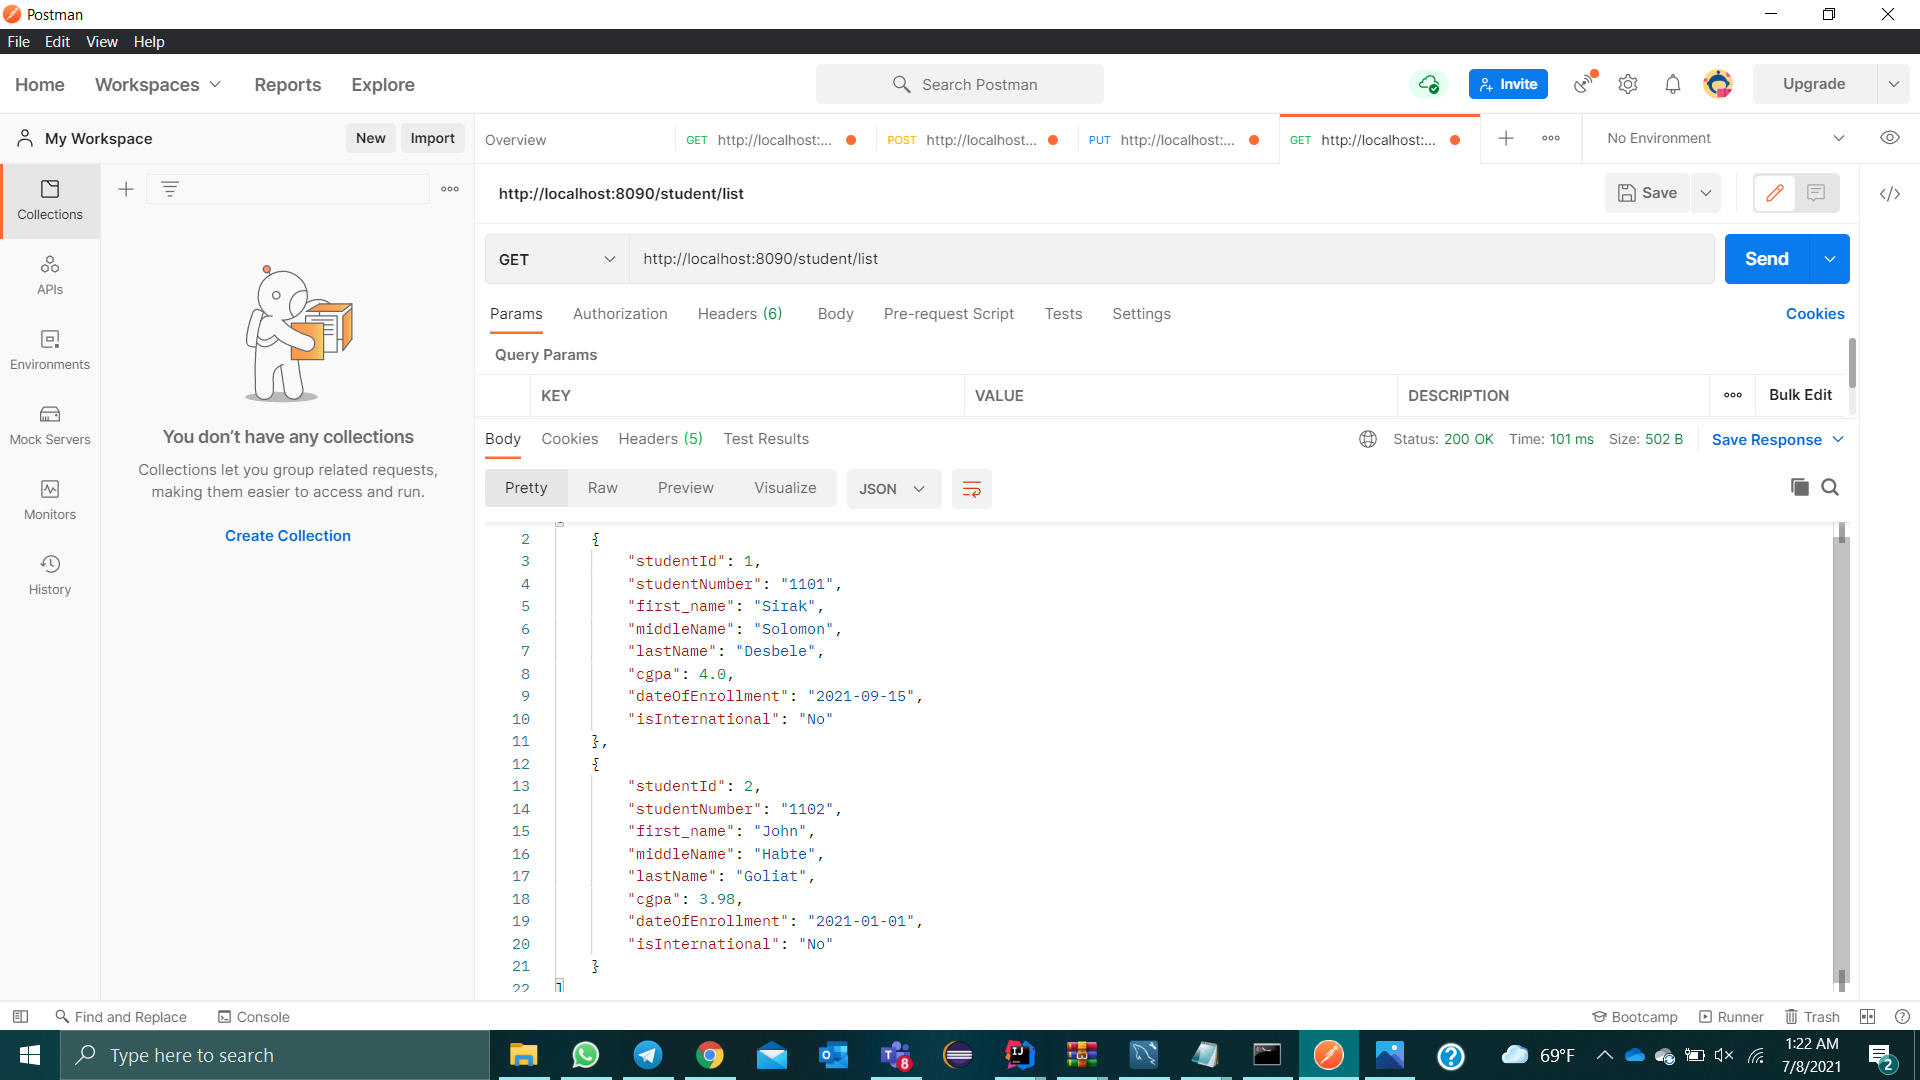 Postman
File Edit View Help
Home Workspaces Reports Explore Search Postman Invite Upgrade
My Workspace New Import
Overview GET http://localhost:... POST http://localhost... PUT http://localhost:... GET http://localhost:... No Environment
http://localhost:8090/student/list Save
GET http://localhost:8090/student/list Send
Params Authorization Headers (6) Body Pre-request Script Tests Settings Cookies
Query Params
KEY VALUE DESCRIPTION Bulk Edit
Body Cookies Headers (5) Test Results Status: 200 OK Time: 101 ms Size: 502 B Save Response
Pretty Raw Preview Visualize JSON
2 {
3 "studentId": 1,
4 "studentNumber": "1101",
5 "first_name": "Sirak",
6 "middleName": "Solomon",
7 "lastName": "Desbele",
8 "cgpa": 4.0,
9 "dateOfEnrollment": "2021-09-15",
10 "isInternational": "No"
11 },
12 {
13 "studentId": 2,
14 "studentNumber": "1102",
15 "first_name": "John",
16 "middleName": "Habte",
17 "lastName": "Goliat",
18 "cgpa": 3.98,
19 "dateOfEnrollment": "2021-01-01",
20 "isInternational": "No"
21 }
22 ]
Collections
APIs
Environments
Mock Servers
Monitors
History
You don't have any collections
Collections let you group related requests,
making them easier to access and run.
Create Collection
Find and Replace Console Bootcamp Runner Trash
Type here to search 8 69°F 1:22 AM
7/8/2021 2